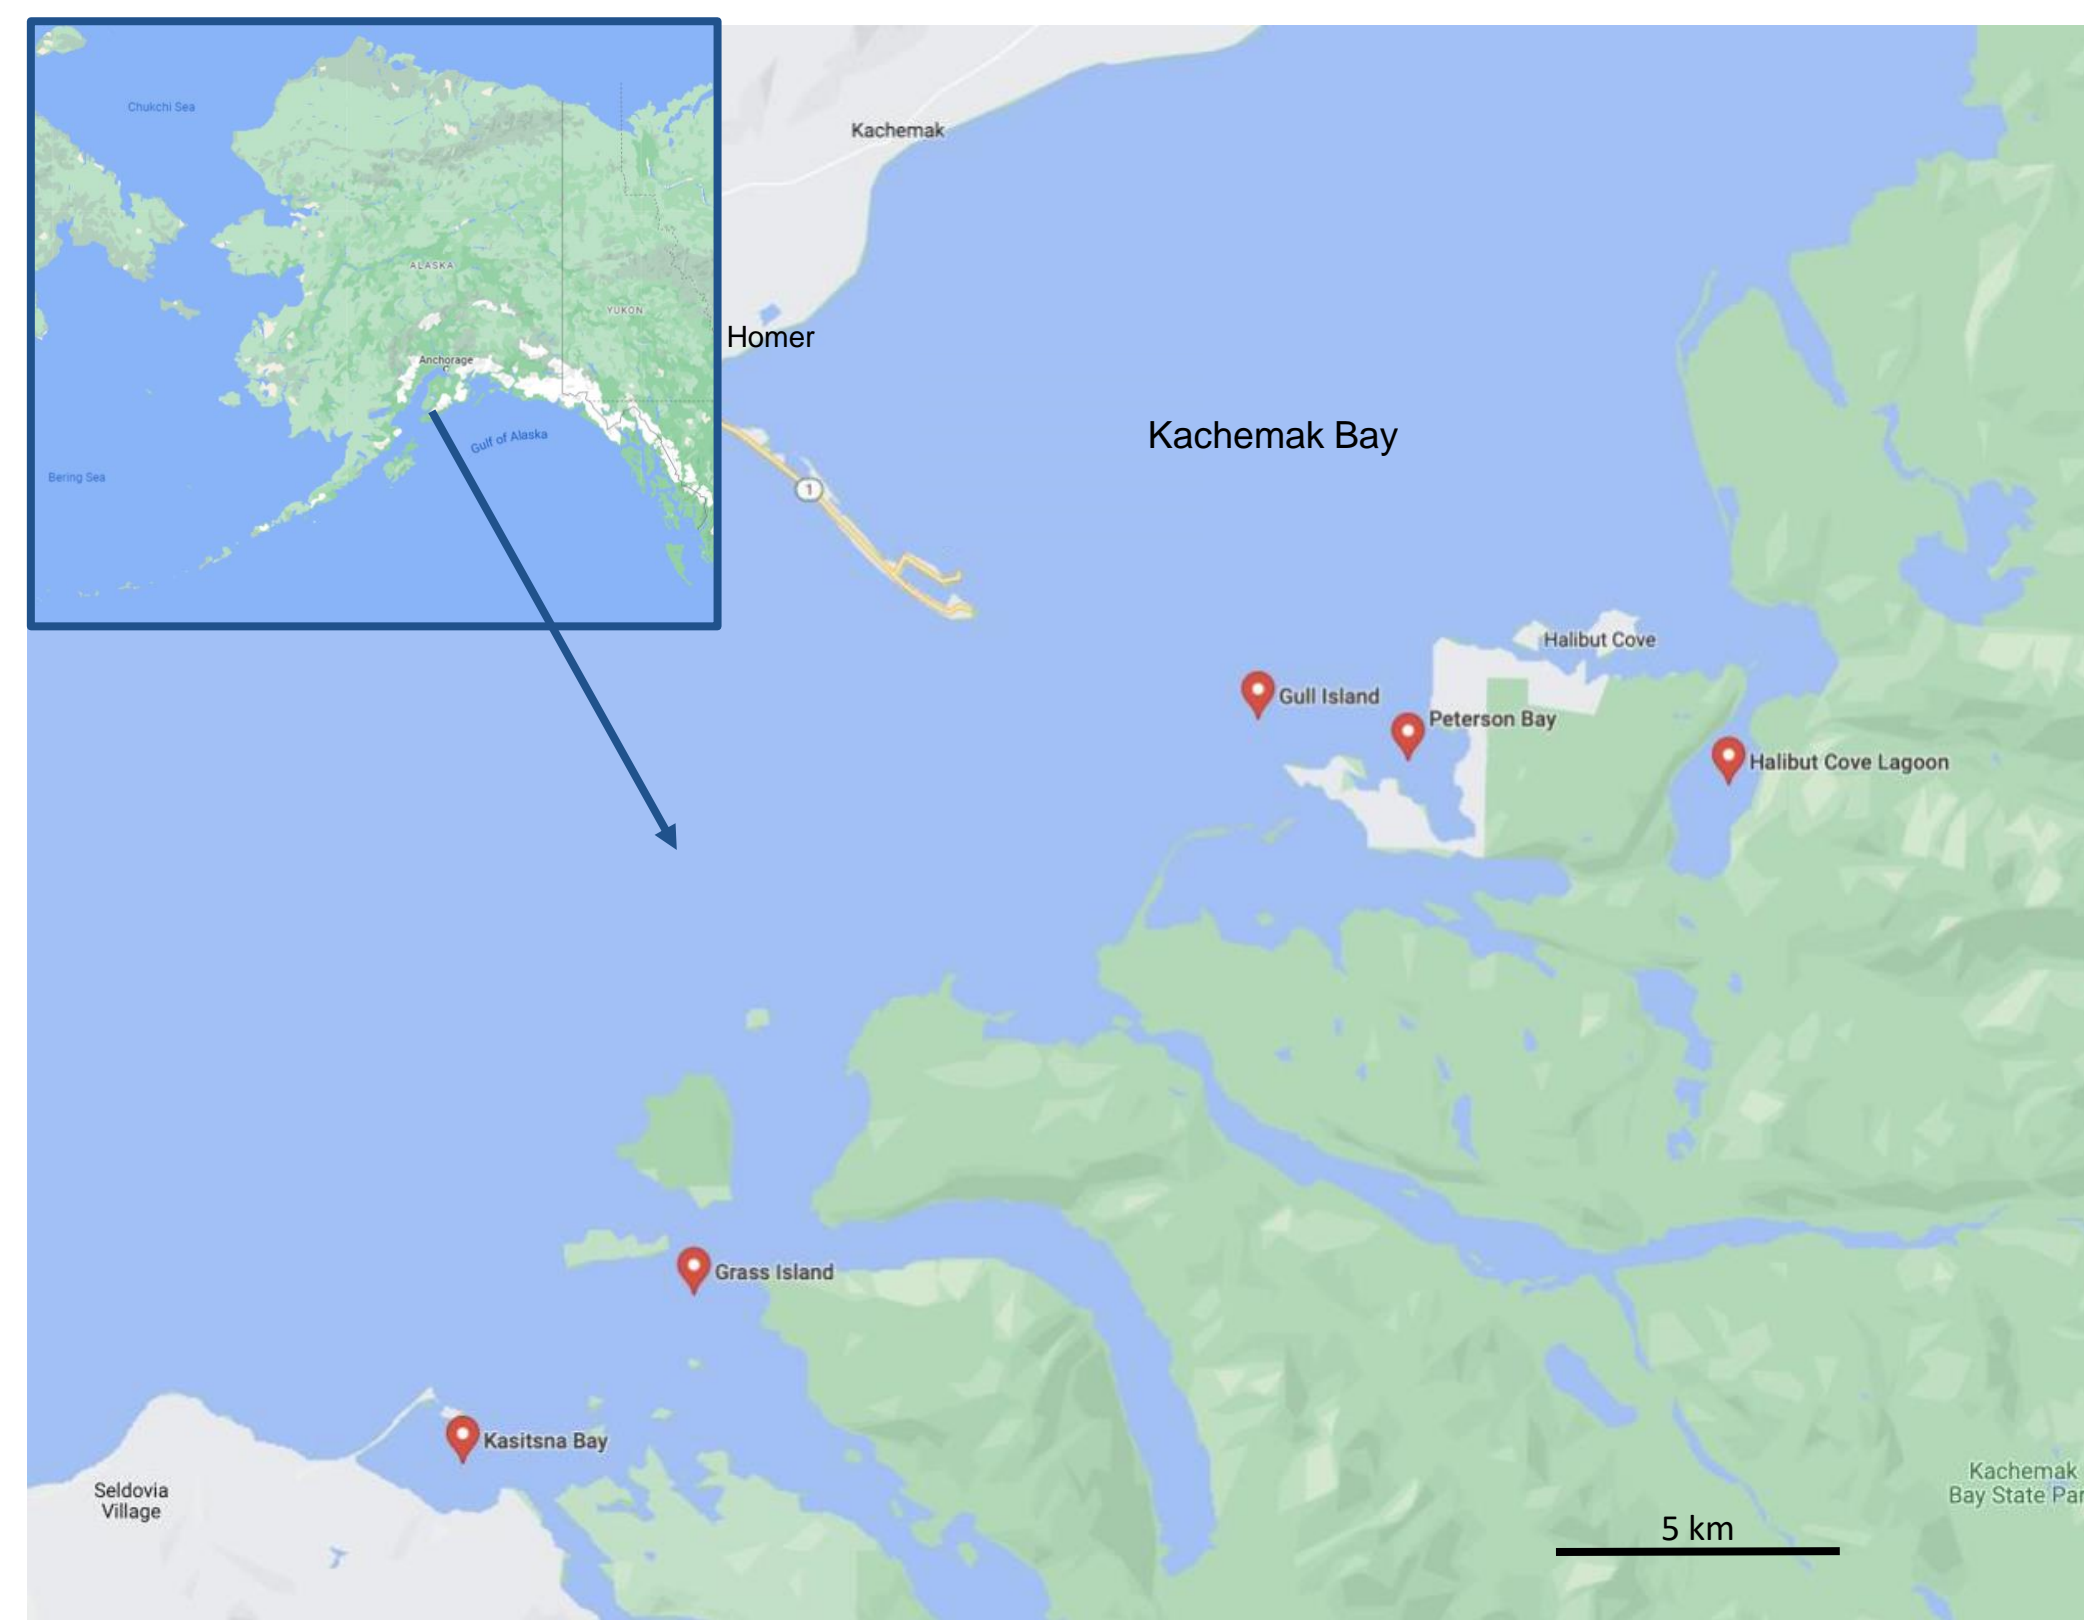 Chukchi Sea
ALASKA
YUKON
Anchorage
Gulf of Alaska
Bering Sea
Kachemak
Homer
Kachemak Bay
1
Halibut Cove
Gull Island
Peterson Bay
Halibut Cove Lagoon
Grass Island
Kasitsna Bay
Seldovia
Village
Kachemak
Bay State Par
5 km